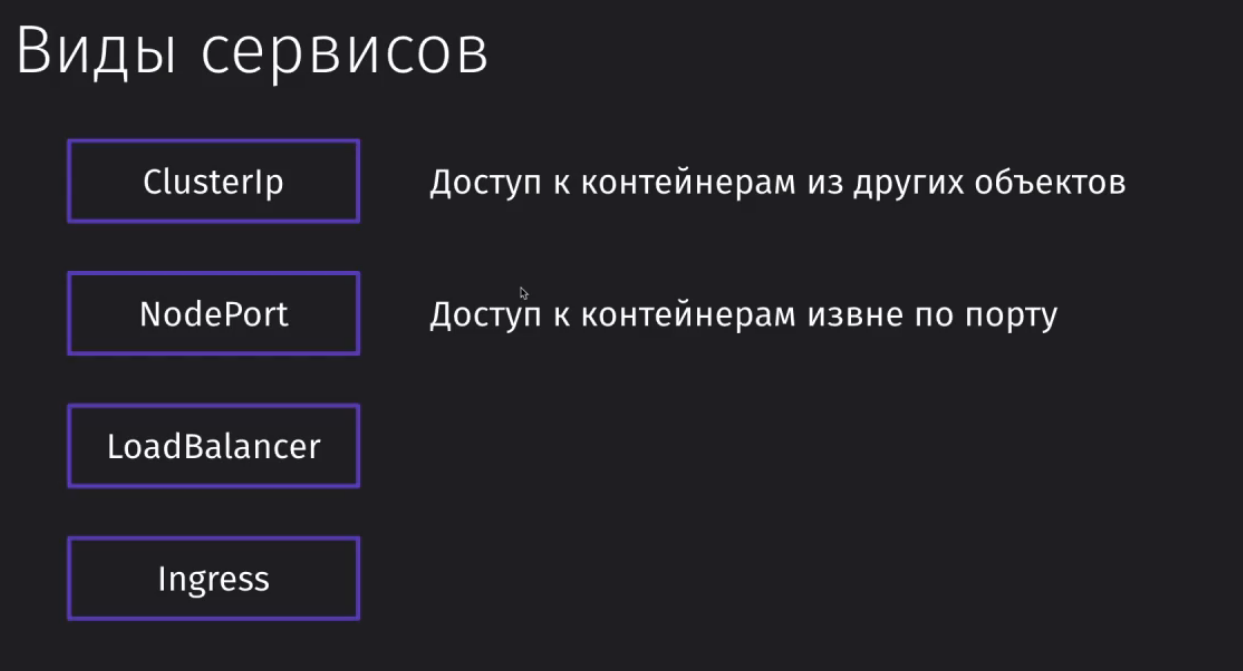 Виды сервисов
ClusterIp
Доступ к контейнерам из других объектов
NodePort
Доступ к контейнерам извне по порту
LoadBalancer
Ingress